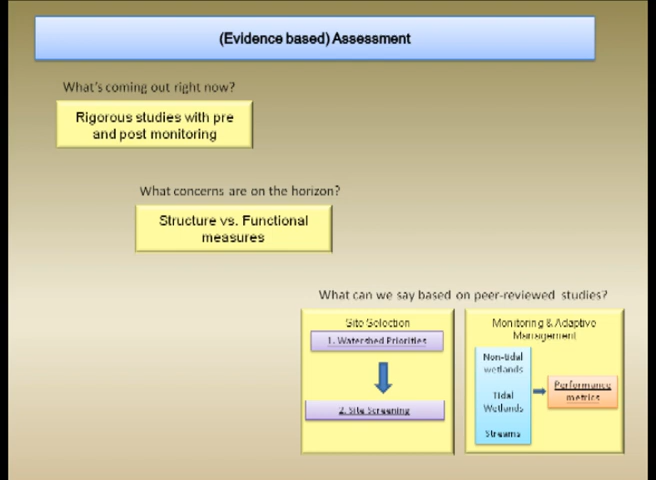 (Evidence based) Assessment
What's coming out right now?
Rigorous studies with pre
and post monitoring
What concerns are on the horizon?
Structure vs. Functional
measures
What can we say based on peer-reviewed studies?
Site Selection
1. Watershed Priorities
2. Site Screening
Monitoring & Adaptive
Management
Non-tidal
wetlands
Tidal
Wetlands
Streams
Performance
metrics